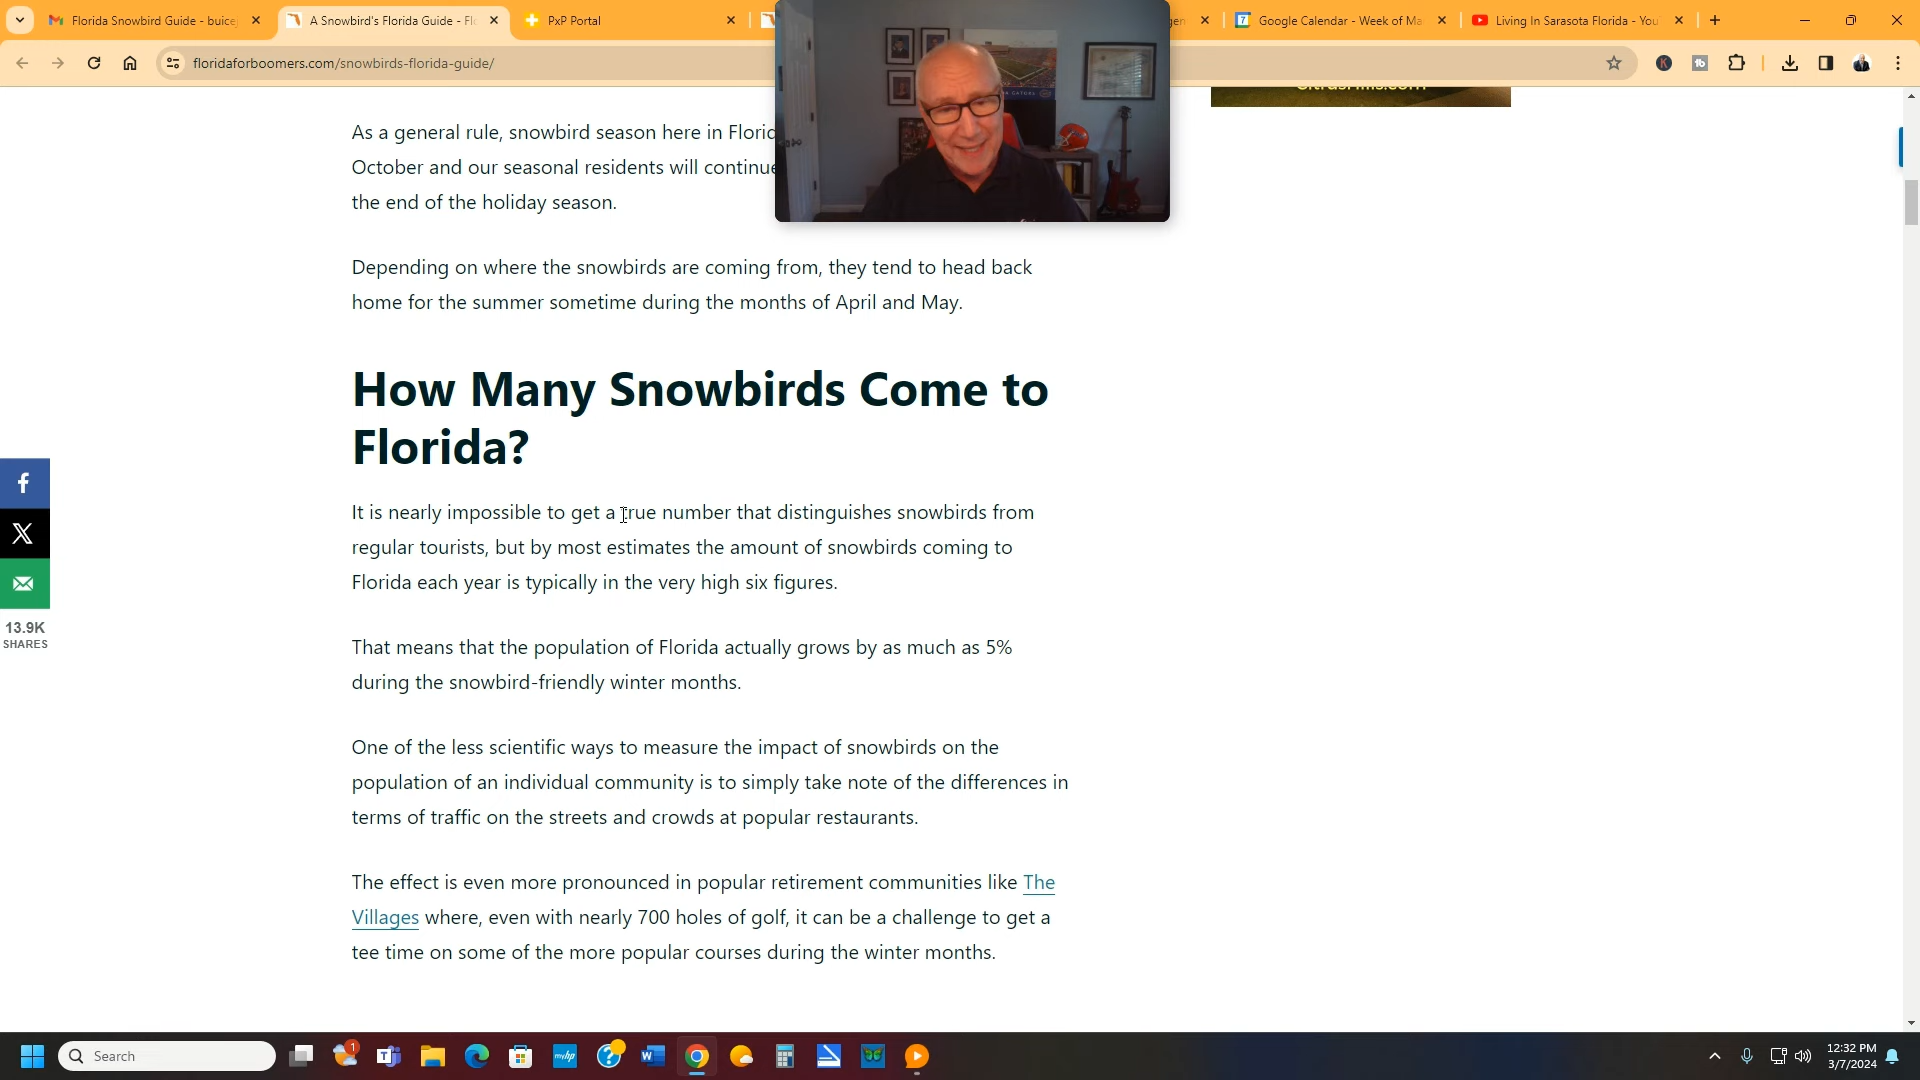 Florida Snowbird Guide - buice
A Snowbird's Florida Guide - Fl
PxP Portal
gen
Google Calendar - Week of Ma
Living In Sarasota Florida - You
floridaforboomers.com/snowbirds-florida-guide/
As a general rule, snowbird season here in Florid
October and our seasonal residents will continue
the end of the holiday season.
Depending on where the snowbirds are coming from, they tend to head back
home for the summer sometime during the months of April and May.
How Many Snowbirds Come to
Florida?
It is nearly impossible to get a true number that distinguishes snowbirds from
regular tourists, but by most estimates the amount of snowbirds coming to
Florida each year is typically in the very high six figures.
That means that the population of Florida actually grows by as much as 5%
during the snowbird-friendly winter months.
One of the less scientific ways to measure the impact of snowbirds on the
population of an individual community is to simply take note of the differences in
terms of traffic on the streets and crowds at popular restaurants.
The effect is even more pronounced in popular retirement communities like The
Villages where, even with nearly 700 holes of golf, it can be a challenge to get a
tee time on some of the more popular courses during the winter months.
13.9K
SHARES
Search
1
12:32 PM
3/7/2024